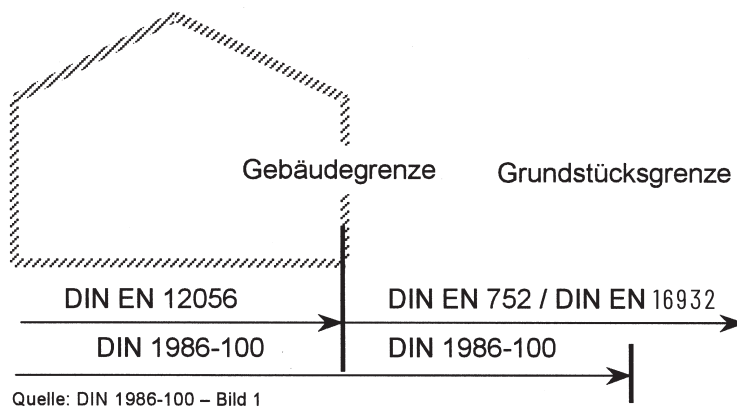 Gebäudegrenze Grundstücksgrenze
DIN EN 12056 DIN EN 752 / DIN EN 16932
DIN 1986-100 DIN 1986-100
Quelle: DIN 1986-100 – Bild 1